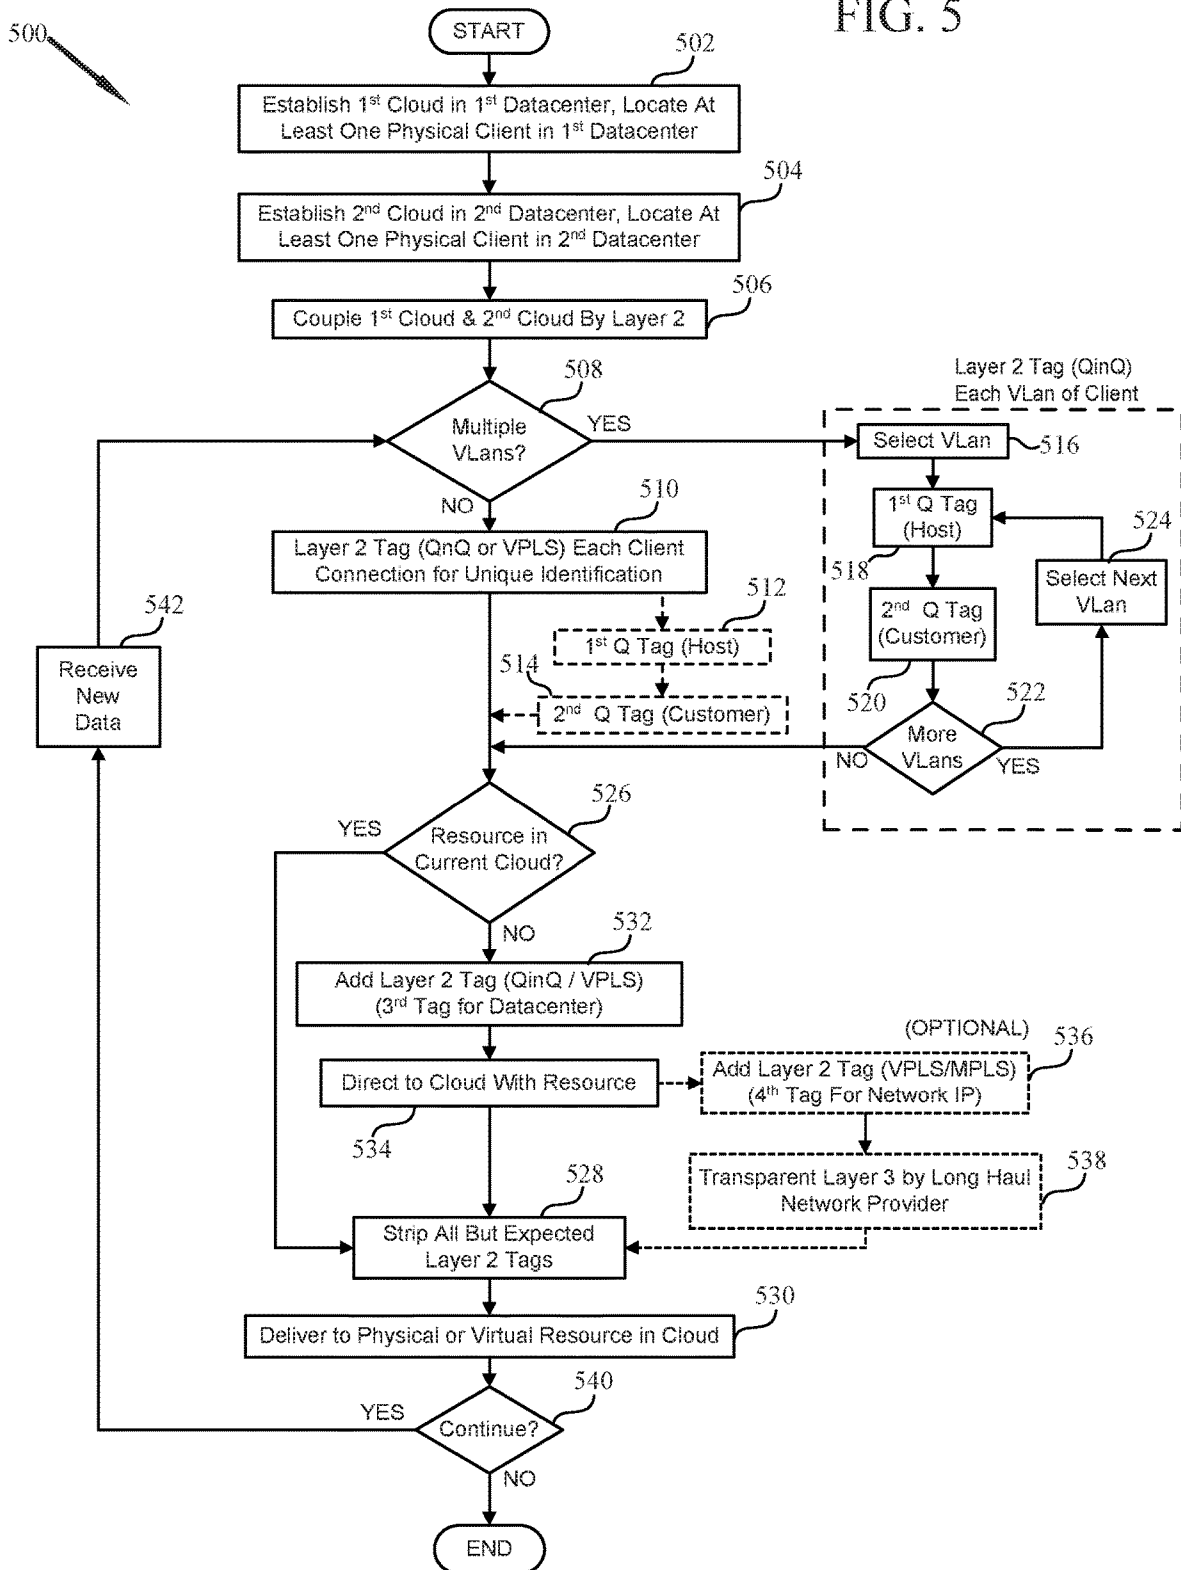 FIG. 5
500
START
502
Establish 1st Cloud in 1st Datacenter, Locate At
Least One Physical Client in 1st Datacenter
504
Establish 2nd Cloud in 2nd Datacenter, Locate At
Least One Physical Client in 2nd Datacenter
506
Couple 1st Cloud & 2nd Cloud By Layer 2
508
Multiple
VLans?
YES
NO
Layer 2 Tag (QinQ)
Each VLan of Client
Select VLan
516
1st Q Tag
(Host)
518
524
Select Next
VLan
2nd Q Tag
(Customer)
520
522
More
VLans
NO
YES
510
Layer 2 Tag (QnQ or VPLS) Each Client
Connection for Unique Identification
512
1st Q Tag (Host)
514
2nd Q Tag (Customer)
542
Receive
New
Data
526
Resource in
Current Cloud?
YES
NO
532
Add Layer 2 Tag (QinQ / VPLS)
(3rd Tag for Datacenter)
Direct to Cloud With Resource
534
(OPTIONAL)
536
Add Layer 2 Tag (VPLS/MPLS)
(4th Tag For Network IP)
538
Transparent Layer 3 by Long Haul
Network Provider
528
Strip All But Expected
Layer 2 Tags
530
Deliver to Physical or Virtual Resource in Cloud
540
Continue?
YES
NO
END